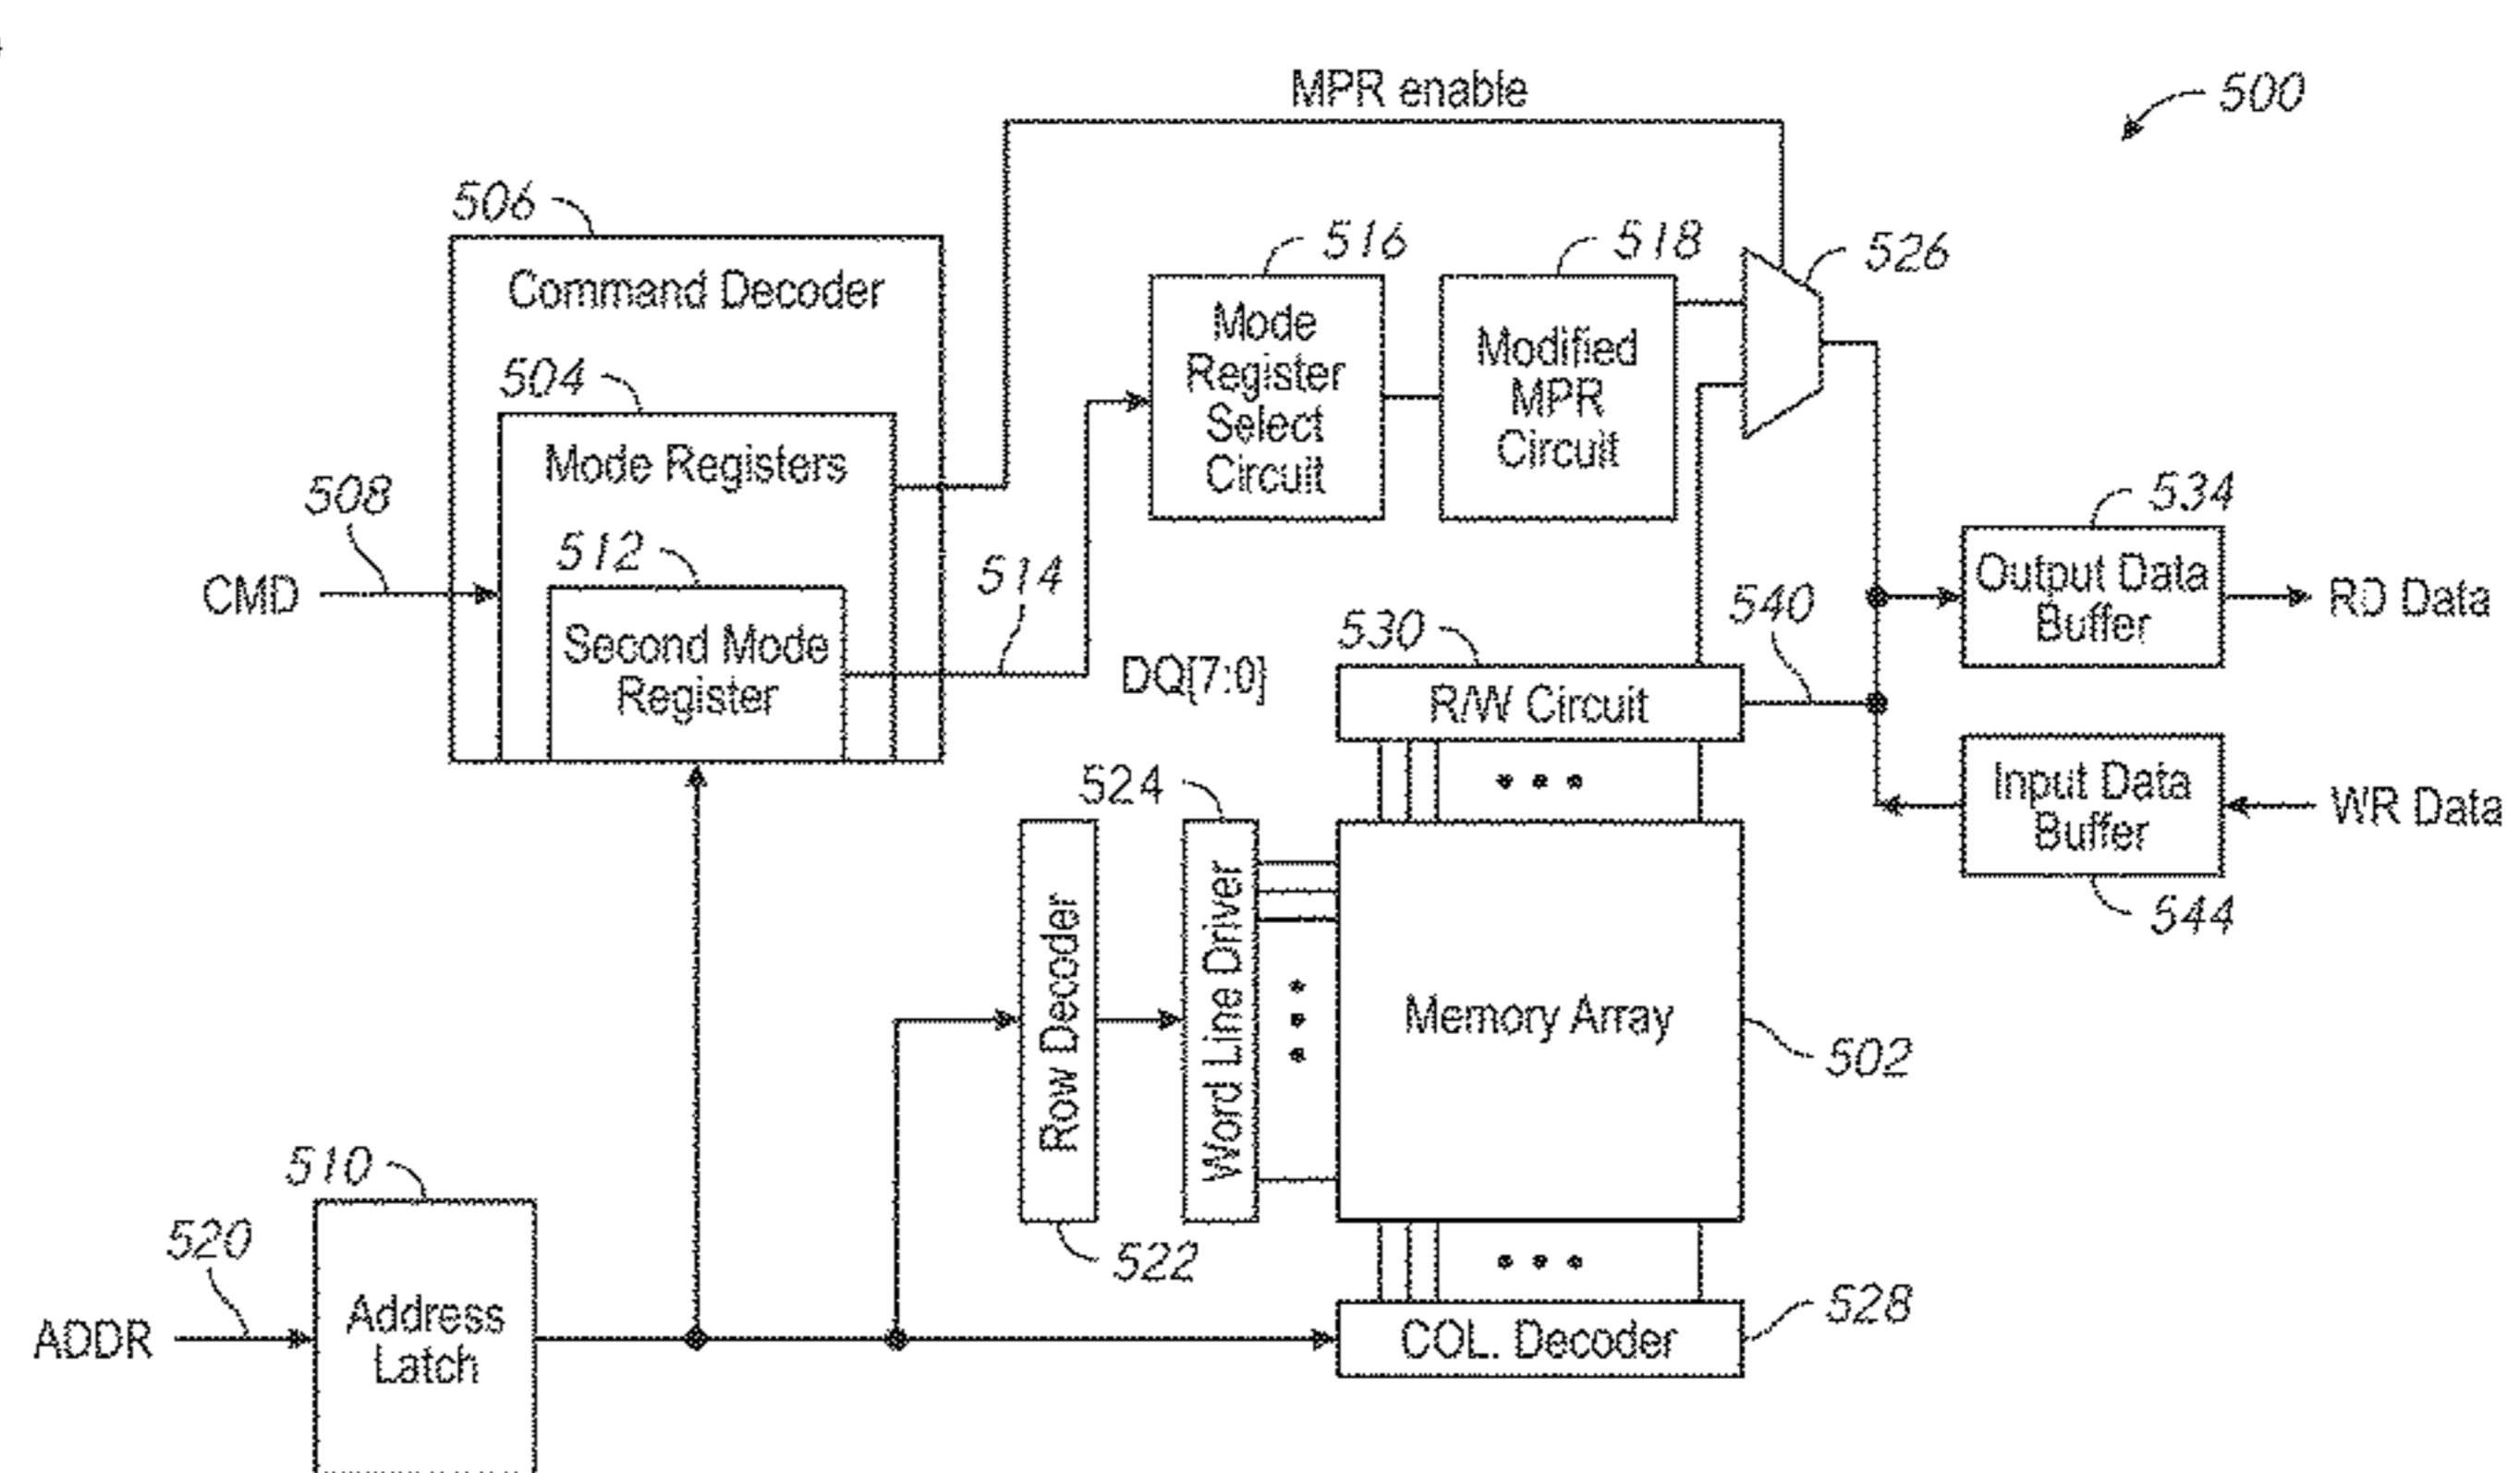 MPR enable
500
506
516
518
526
Command Decoder
Mode
Register
Select
Circuit
Modified
MPR
Circuit
504
Mode Registers
508
534
512
514
CMD
Output Data
Buffer
RD Data
540
530
Second Mode
Register
DQ[7:0]
R/W Circuit
524
Input Data
Buffer
WR Data
544
Row Decoder
Word Line Driver
Memory Array
502
510
520
522
528
ADDR
Address
Latch
COL. Decoder